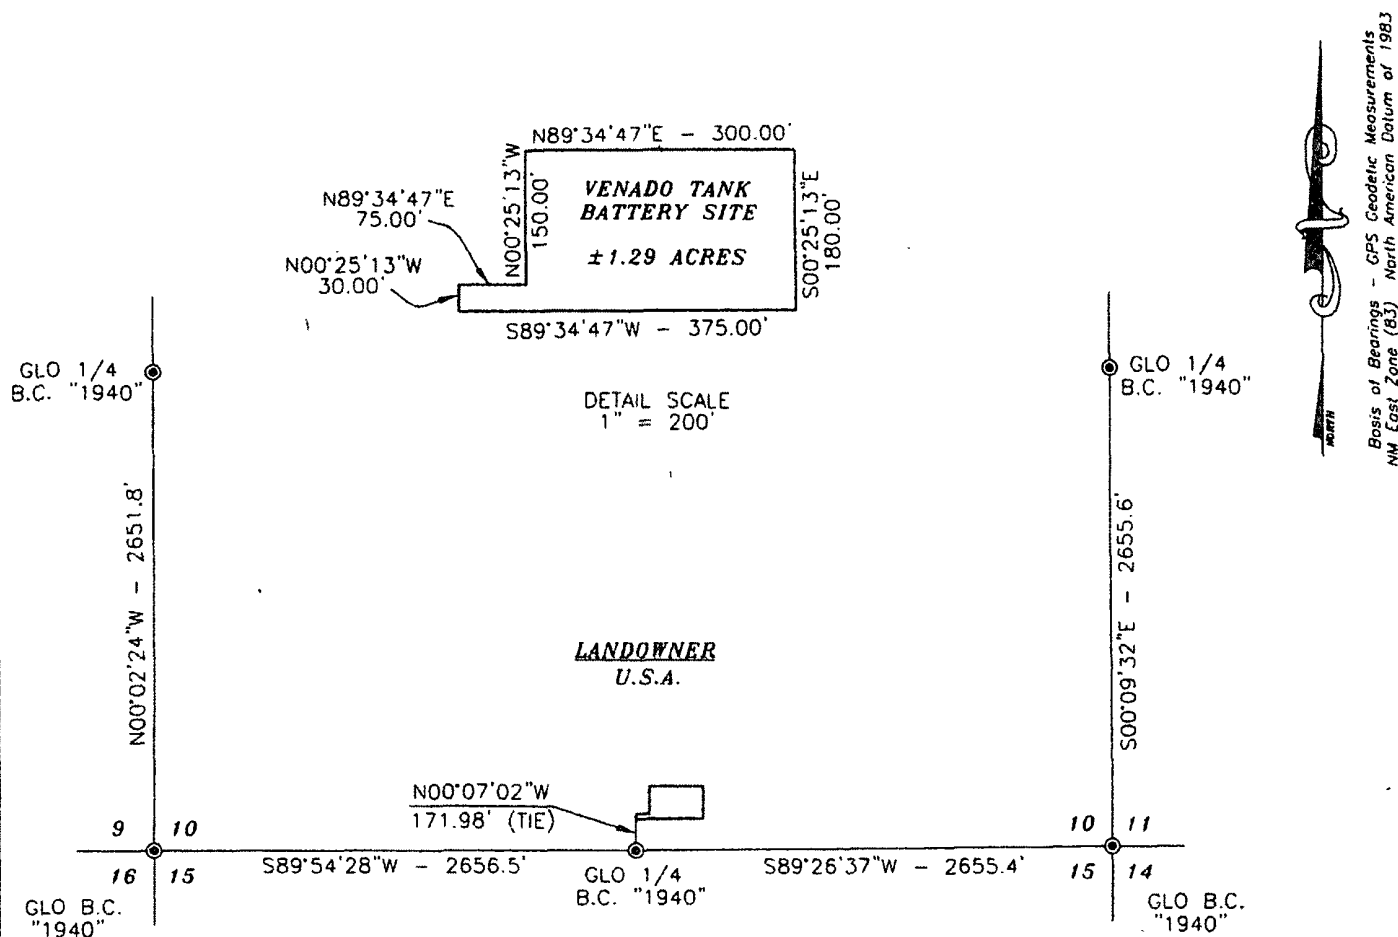 N89°34'47"E - 300.00'
N00°25'13"W
150.00'
VENADO TANK
BATTERY SITE
±1.29 ACRES
S00°25'13"E
180.00'
N89°34'47"E
75.00'
N00°25'13"W
30.00'
S89°34'47"W - 375.00'
DETAIL SCALE
1" = 200'
GLO 1/4
B.C. "1940"
GLO 1/4
B.C. "1940"
NORTH
Basis of Bearings - GPS Geodetic Measurements
NM East Zone (83) North American Datum of 1983
N00°02'24"W - 2651.8'
S00°09'32"E - 2655.6'
LANDOWNER
U.S.A.
N00°07'02"W
171.98' (TIE)
9 10
16 15
S89°54'28"W - 2656.5'
GLO 1/4
B.C. "1940"
S89°26'37"W - 2655.4'
10 11
15 14
GLO B.C.
"1940"
GLO B.C.
"1940"